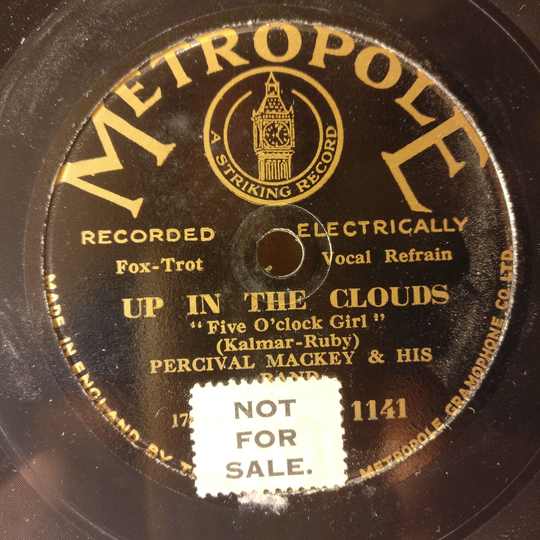 METROPOLE
A STRIKING RECORD
RECORDED ELECTRICALLY
Fox-Trot Vocal Refrain
UP IN THE CLOUDS
"Five O'clock Girl"
(Kalmar-Ruby)
PERCIVAL MACKEY & HIS
BAND
1141
NOT
FOR
SALE.
MADE IN ENGLAND BY
METROPOLE GRAMOPHONE CO LTD